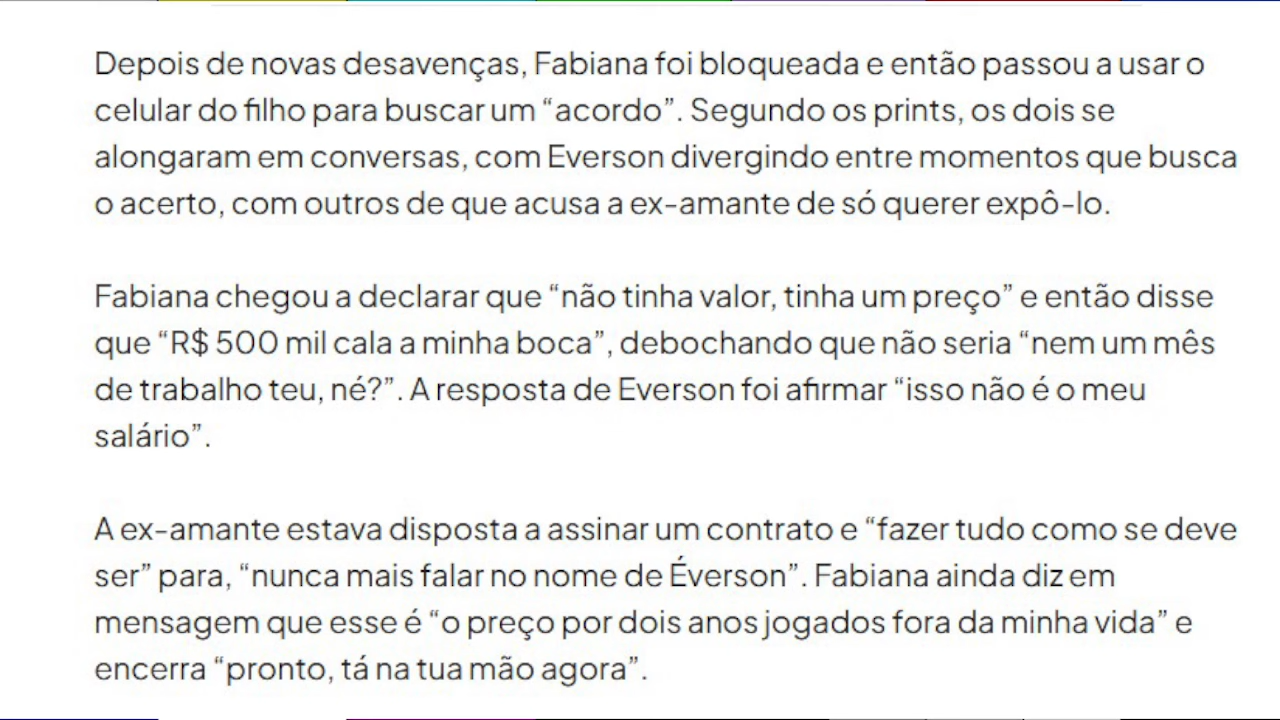 Depois de novas desavenças, Fabiana foi bloqueada e então passou a usar o
celular do filho para buscar um “acordo”. Segundo os prints, os dois se
alongaram em conversas, com Everson divergindo entre momentos que busca
o acerto, com outros de que acusa a ex-amante de só querer expô-lo.
Fabiana chegou a declarar que “não tinha valor, tinha um preço” e então disse
que “R$ 500 mil cala a minha boca”, debochando que não seria “nem um mês
de trabalho teu, né?”. A resposta de Everson foi afirmar “isso não é o meu
salário”.
A ex-amante estava disposta a assinar um contrato e “fazer tudo como se deve
ser” para, “nunca mais falar no nome de Éverson”. Fabiana ainda diz em
mensagem que esse é “o preço por dois anos jogados fora da minha vida” e
encerra “pronto, tá na tua mão agora”.